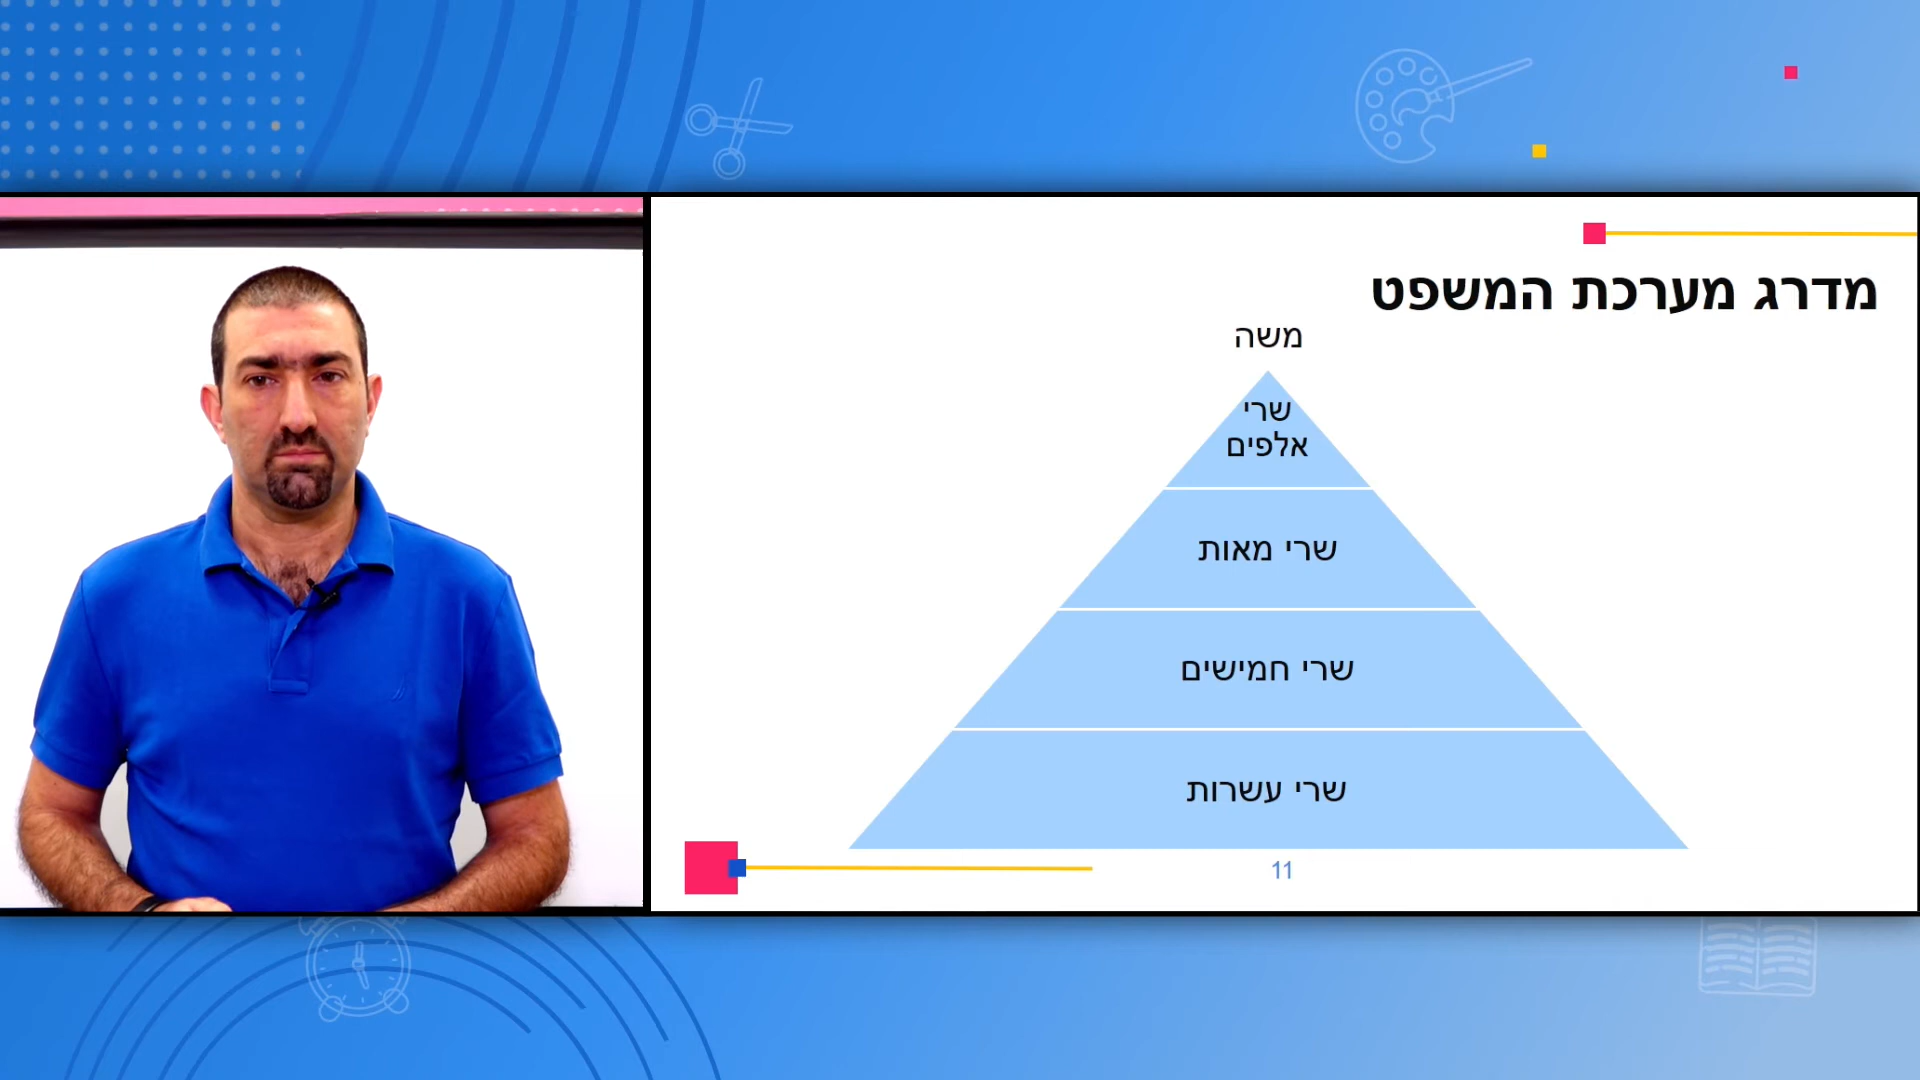 מדרג מערכת המשפט
משה
שרי
אלפים
שרי מאות
שרי חמישים
שרי עשרות
11